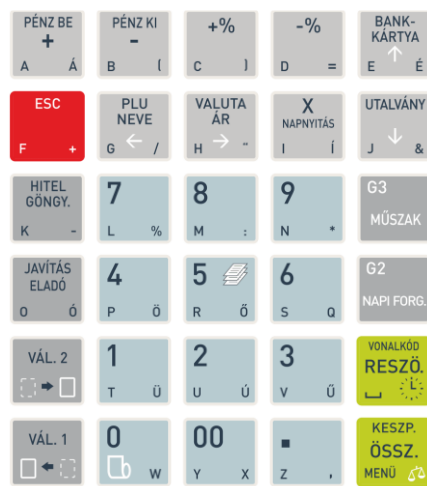 PÉNZ BE
+
A Á
PÉNZ KI
-
B (
+%
C )
-%
D =
BANK-
KÁRTYA
E É
ESC
F +
PLU
NEVE
G /
VALUTA
ÁR
H "
X
NAPNYITÁS
I Í
UTALVÁNY
J &
HITEL
GÖNGY.
K -
7
L %
8
M :
9
N *
G3
MŰSZAK
JAVÍTÁS
ELADÓ
O Ó
4
P Ö
5
R Ő
6
S Q
G2
NAPI FORG.
VÁL. 2
1
T Ü
2
U Ú
3
V Ű
VONALKÓD
RESZÖ.
VÁL. 1
0
W
00
Y X
.
Z ,
KESZP.
ÖSSZ.
MENÜ